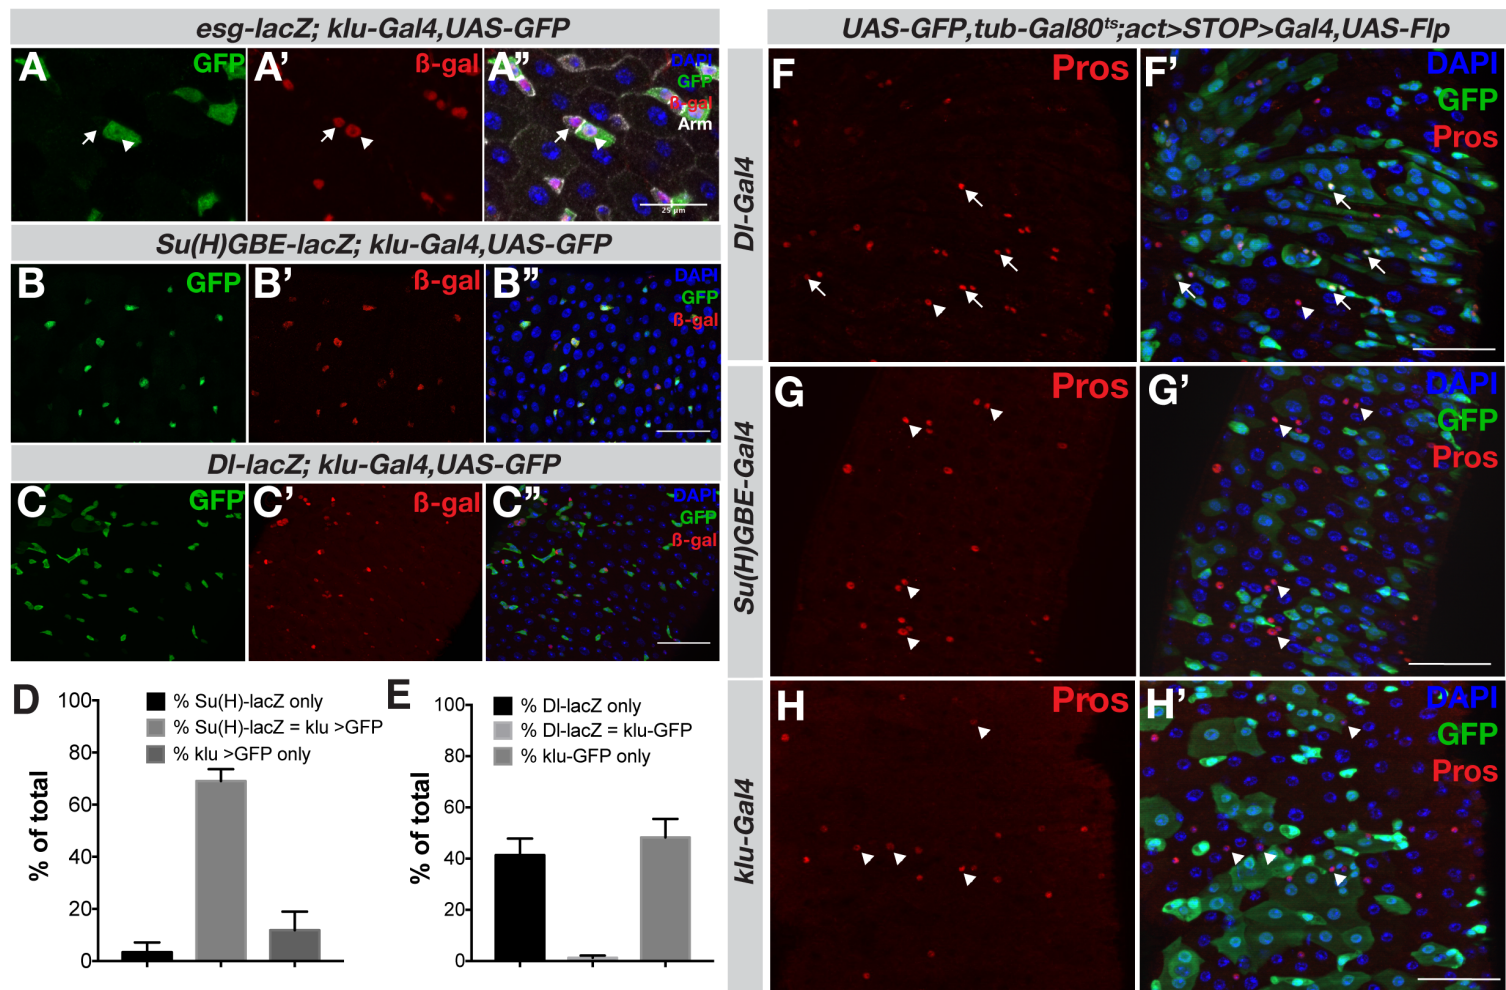 esg-lacZ; klu-Gal4,UAS-GFP
A GFP
A' ß-gal
A" DAPI
GFP
ß-gal
Arm
25 µm
Su(H)GBE-lacZ; klu-Gal4,UAS-GFP
B GFP
B' ß-gal
B" DAPI
GFP
ß-gal
Dl-lacZ; klu-Gal4,UAS-GFP
C GFP
C' ß-gal
C" DAPI
GFP
ß-gal
D
% of total
100
80
60
40
20
0
% Su(H)-lacZ only
% Su(H)-lacZ = klu >GFP
% klu >GFP only
E
% of total
100
80
60
40
20
0
% Dl-lacZ only
% Dl-lacZ = klu-GFP
% klu-GFP only
UAS-GFP,tub-Gal80ts;act>STOP>Gal4,UAS-Flp
Dl-Gal4
F Pros
F' DAPI
GFP
Pros
Su(H)GBE-Gal4
G Pros
G' DAPI
GFP
Pros
klu-Gal4
H Pros
H' DAPI
GFP
Pros